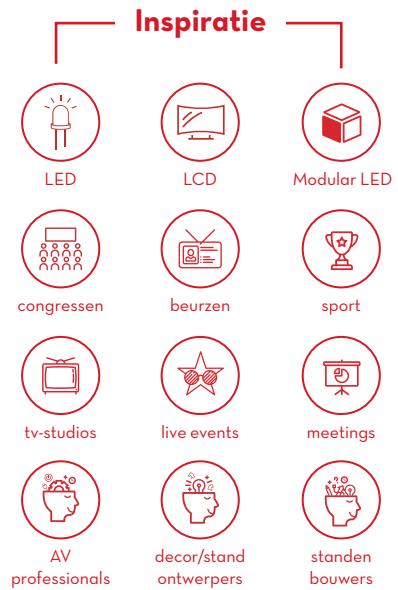 Inspiratie
LED
LCD
Modular LED
congressen
beurzen
sport
tv-studios
live events
meetings
AV
professionals
decor/stand
ontwerpers
standen
bouwers